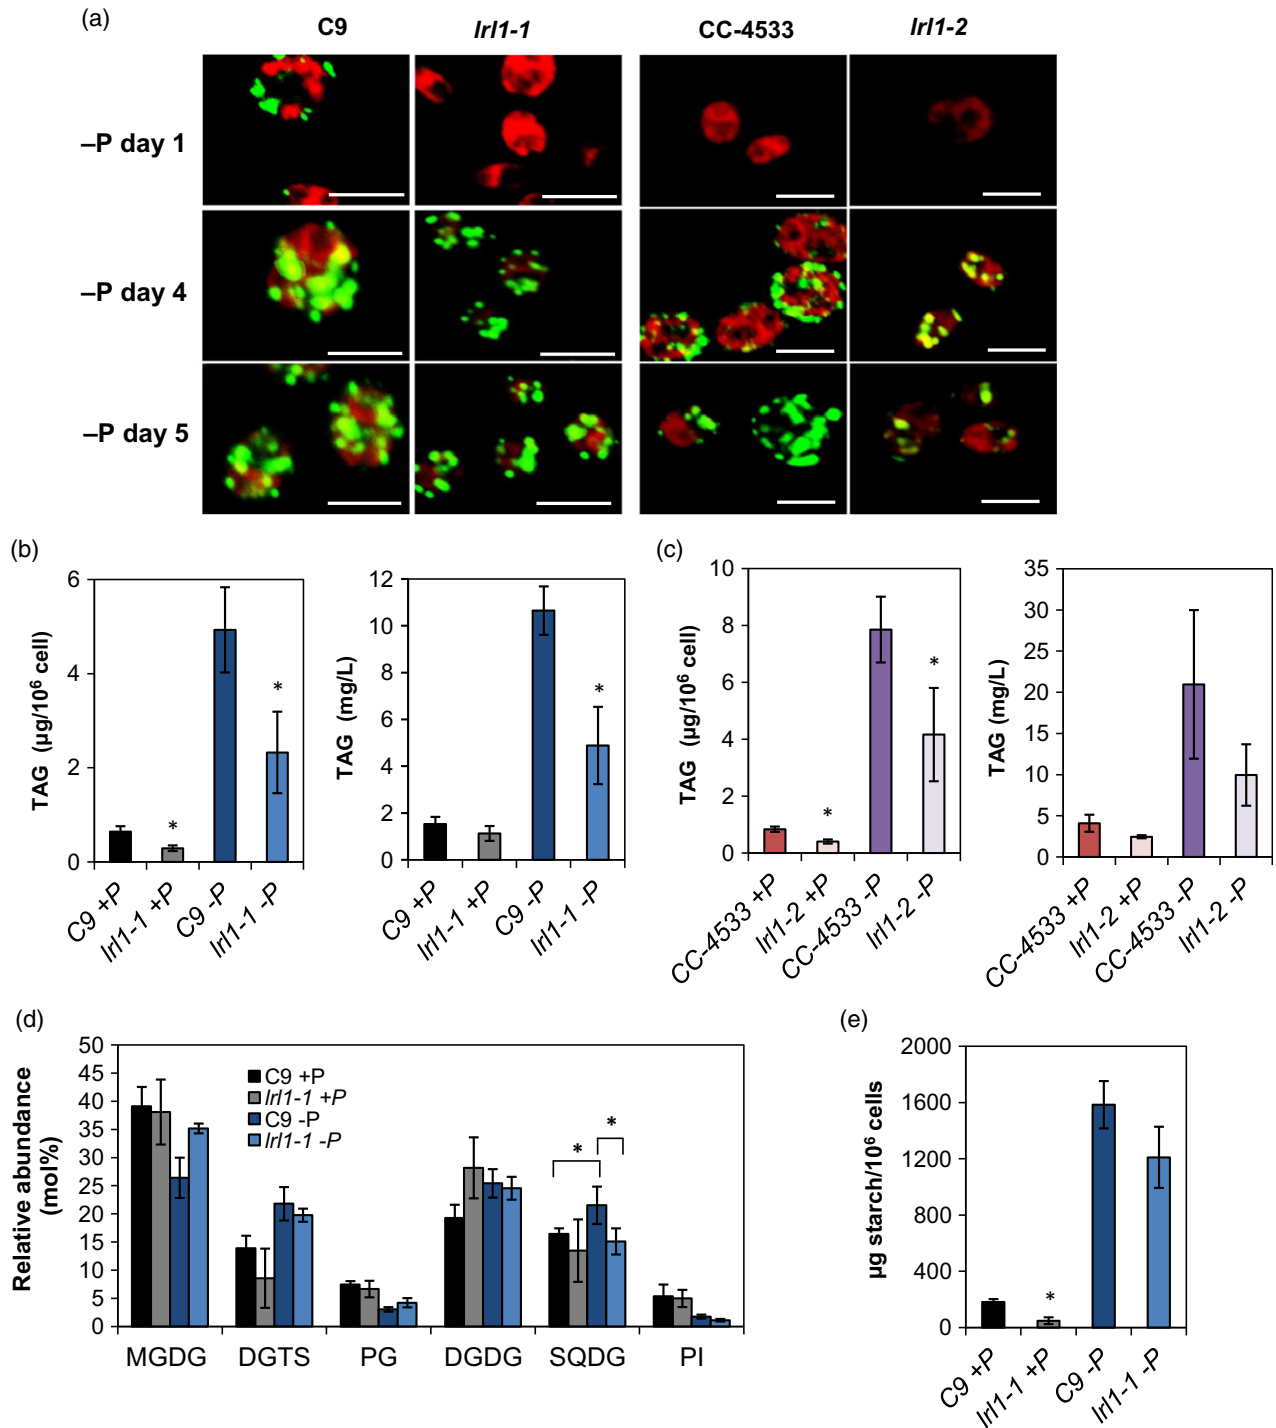 (a)
C9 lrl1-1 CC-4533 lrl1-2
–P day 1
–P day 4
–P day 5
(b)
TAG (µg/10⁶ cell)
6
4
2
0
C9 +P
lrl1-1 +P
C9 -P
lrl1-1 -P
*
*
TAG (mg/L)
12
10
8
6
4
2
0
C9 +P
lrl1-1 +P
C9 -P
lrl1-1 -P
*
(c)
TAG (µg/10⁶ cell)
10
8
6
4
2
0
CC-4533 +P
lrl1-2 +P
CC-4533 -P
lrl1-2 -P
*
*
TAG (mg/L)
35
30
25
20
15
10
5
0
CC-4533 +P
lrl1-2 +P
CC-4533 -P
lrl1-2 -P
(d)
Relative abundance
(mol%)
50
45
40
35
30
25
20
15
10
5
0
C9 +P
lrl1-1 +P
C9 -P
lrl1-1 -P
*
*
MGDG DGTS PG DGDG SQDG PI
(e)
µg starch/10⁶ cells
2000
1600
1200
800
400
0
*
C9 +P
lrl1-1 +P
C9 -P
lrl1-1 -P